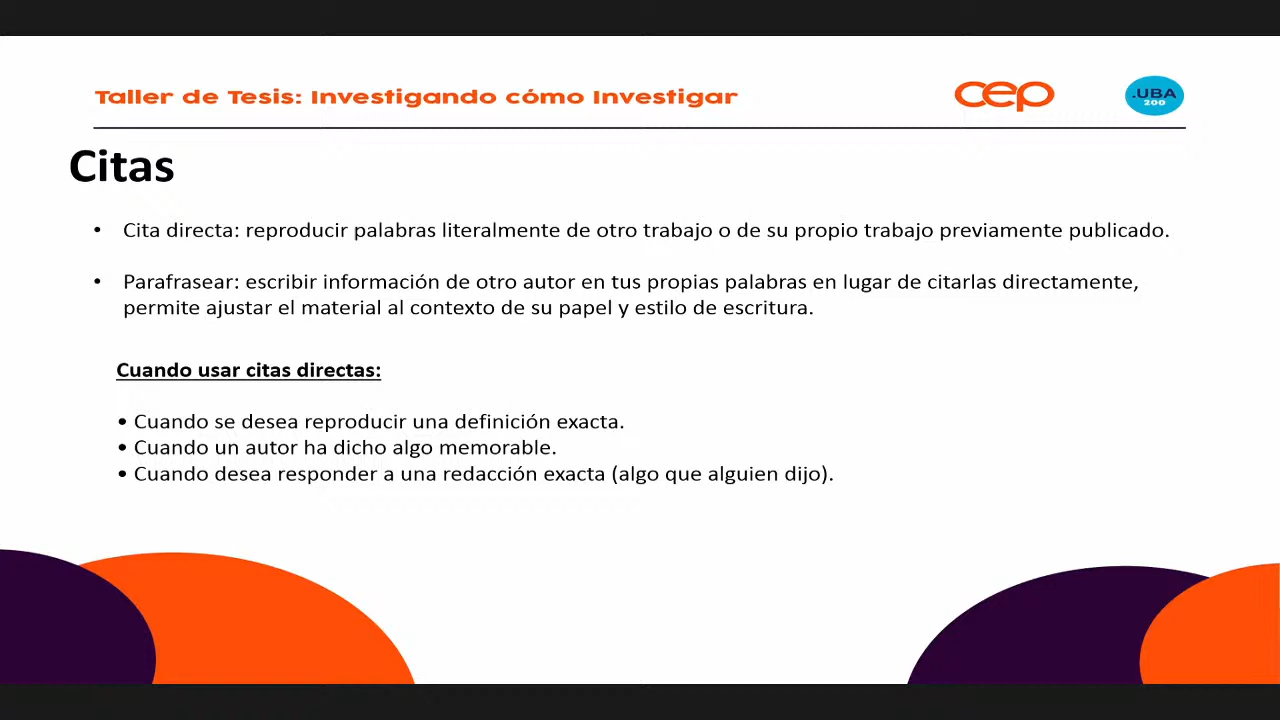 Taller de Tesis: Investigando cómo Investigar
cep
.UBA
200
Citas
• Cita directa: reproducir palabras literalmente de otro trabajo o de su propio trabajo previamente publicado.
• Parafrasear: escribir información de otro autor en tus propias palabras en lugar de citarlas directamente,
permite ajustar el material al contexto de su papel y estilo de escritura.
Cuando usar citas directas:
• Cuando se desea reproducir una definición exacta.
• Cuando un autor ha dicho algo memorable.
• Cuando desea responder a una redacción exacta (algo que alguien dijo).